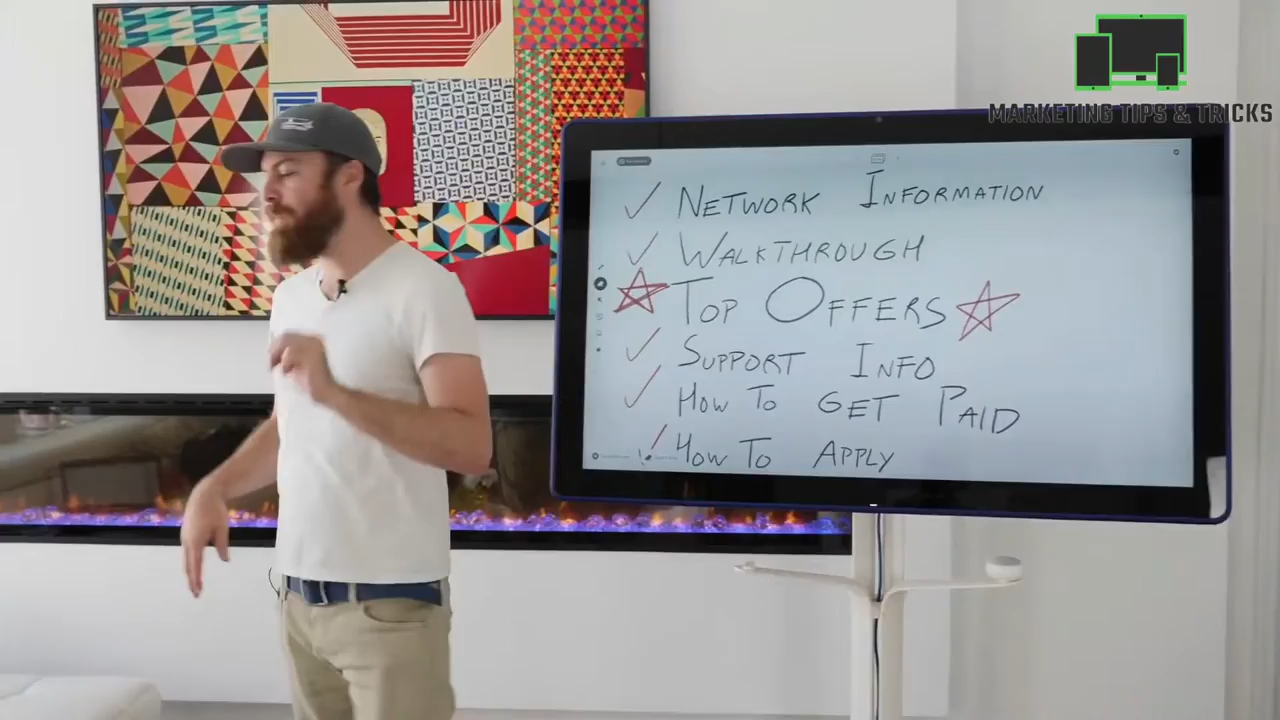 MARKETING TIPS & TRICKS
NETWORK INFORMATION
WALKTHROUGH
TOP OFFERS
SUPPORT INFO
HOW TO GET PAID
HOW TO APPLY